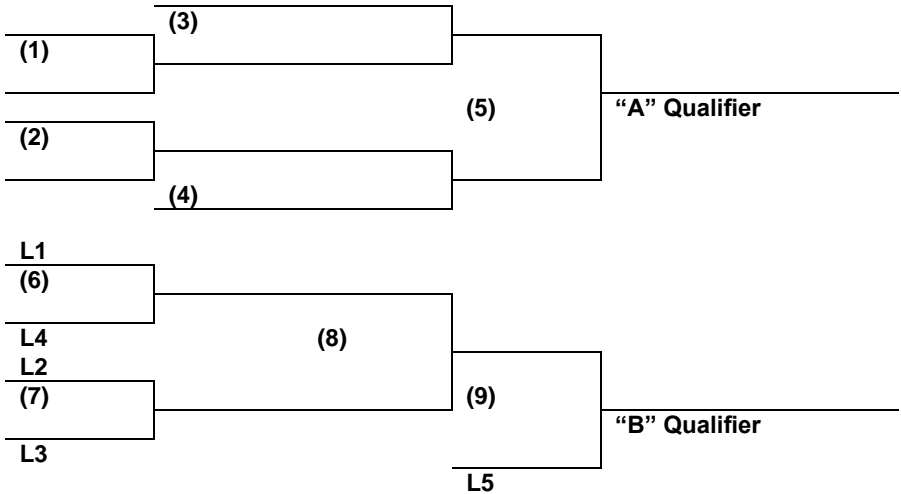 (3)
(1)
(5)
“A” Qualifier
(2)
(4)
L1
(6)
L4
(8)
L2
(7)
(9)
“B” Qualifier
L3
L5